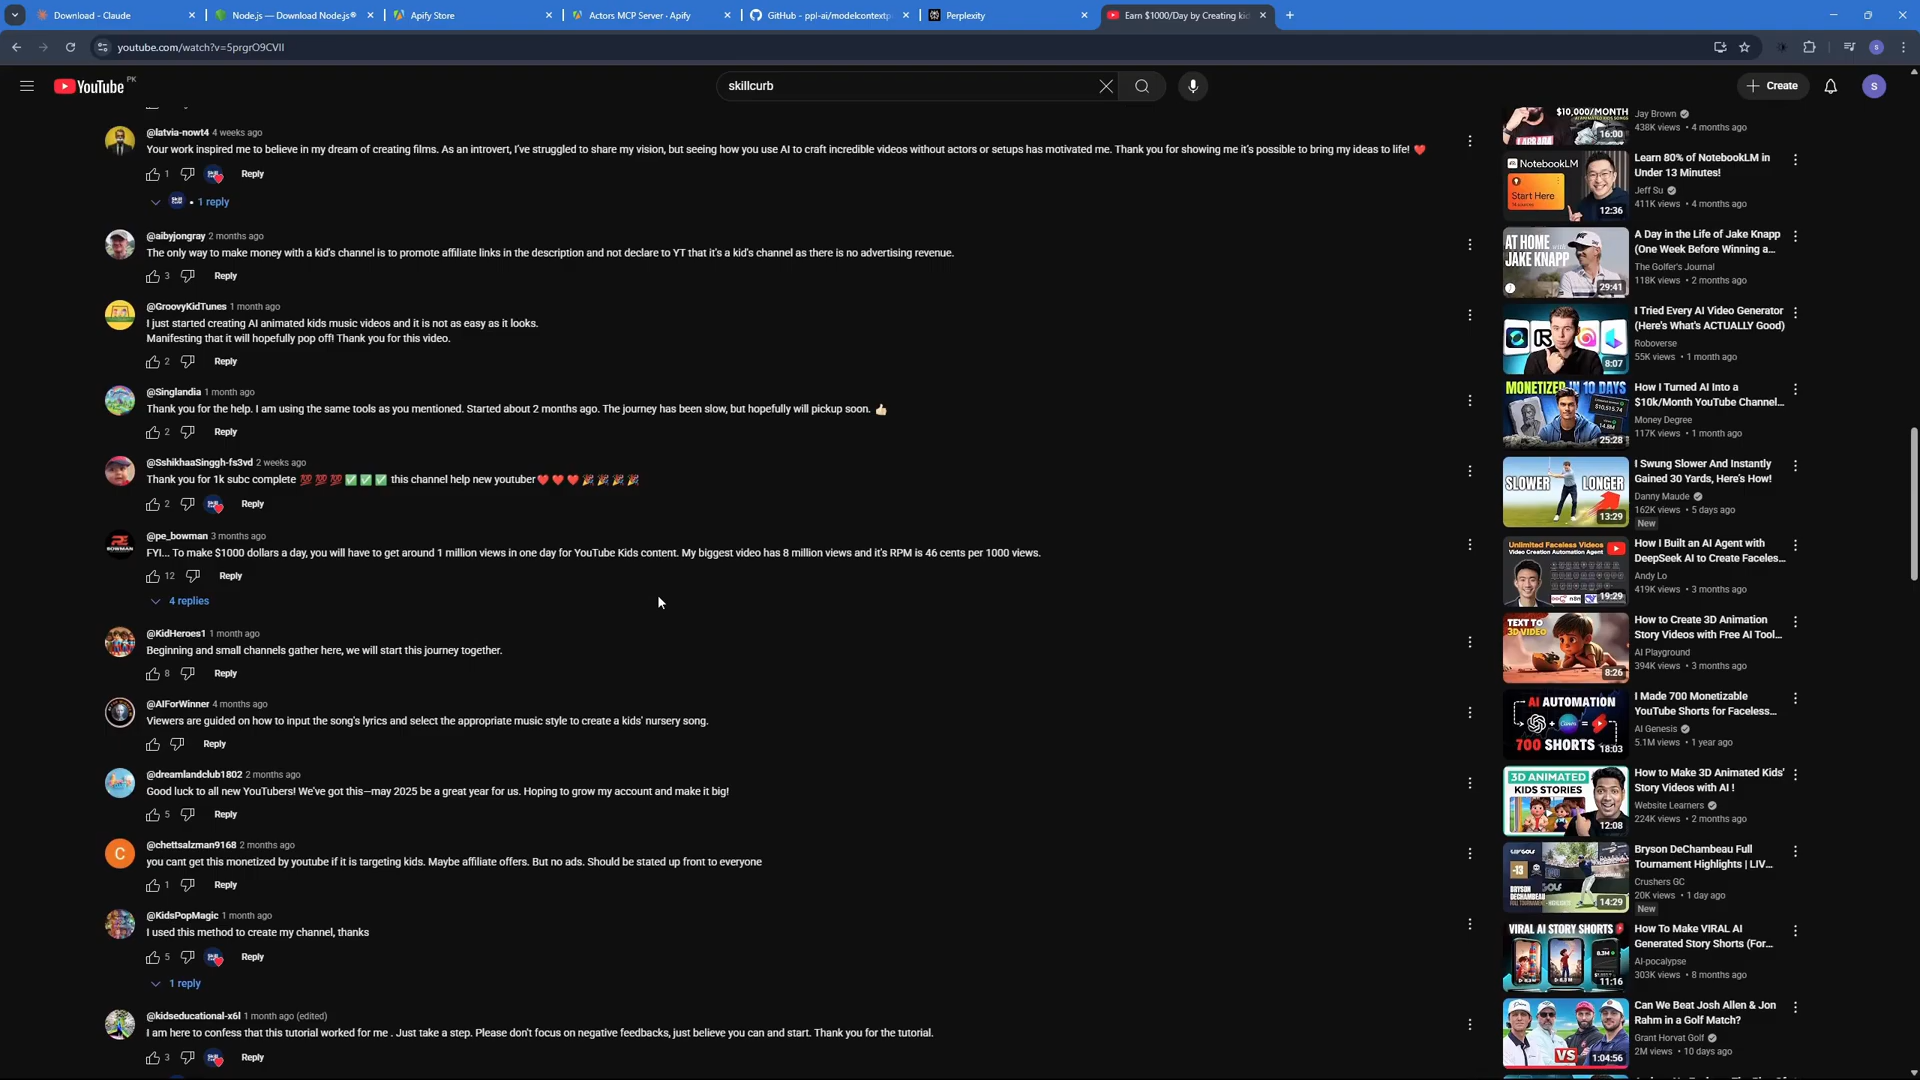 Download - Claude
Node.js — Download Node.js®
Apify Store
Actors MCP Server · Apify
GitHub - ppl-ai/modelcontextp
Perplexity
Earn $1000/Day by Creating kid
youtube.com/watch?v=5prgrO9CVII
YouTube PK
skillcurb
Create
S
@latvia-nowt4 4 weeks ago
Your work inspired me to believe in my dream of creating films. As an introvert, I've struggled to share my vision, but seeing how you use AI to craft incredible videos without actors or setups has motivated me. Thank you for showing me it's possible to bring my ideas to life! ❤️
1 Reply
• 1 reply
@aibyjongray 2 months ago
The only way to make money with a kid's channel is to promote affiliate links in the description and not declare to YT that it's a kid's channel as there is no advertising revenue.
3 Reply
@GroovyKidTunes 1 month ago
I just started creating AI animated kids music videos and it is not as easy as it looks.
Manifesting that it will hopefully pop off! Thank you for this video.
2 Reply
@Singlandia 1 month ago
Thank you for the help. I am using the same tools as you mentioned. Started about 2 months ago. The journey has been slow, but hopefully will pickup soon. 👍🏻
2 Reply
@SshikhaaSinggh-fs3vd 2 weeks ago
Thank you for 1k subc complete 💯💯💯✅✅✅ this channel help new youtuber❤️❤️❤️🎉🎉🎉🎉
2 Reply
@pe_bowman 3 months ago
FYI... To make $1000 dollars a day, you will have to get around 1 million views in one day for YouTube Kids content. My biggest video has 8 million views and it's RPM is 46 cents per 1000 views.
12 Reply
4 replies
@KidHeroes1 1 month ago
Beginning and small channels gather here, we will start this journey together.
8 Reply
@AIForWinner 4 months ago
Viewers are guided on how to input the song's lyrics and select the appropriate music style to create a kids' nursery song.
Reply
@dreamlandclub1802 2 months ago
Good luck to all new YouTubers! We've got this—may 2025 be a great year for us. Hoping to grow my account and make it big!
5 Reply
C
@chettsalzman9168 2 months ago
you cant get this monetized by youtube if it is targeting kids. Maybe affiliate offers. But no ads. Should be stated up front to everyone
1 Reply
@KidsPopMagic 1 month ago
I used this method to create my channel, thanks
5 Reply
1 reply
@kidseducational-x6l 1 month ago (edited)
I am here to confess that this tutorial worked for me . Just take a step. Please don't focus on negative feedbacks, just believe you can and start. Thank you for the tutorial.
3 Reply
$10,000/MONTH
16:00
Jay Brown
438K views • 4 months ago
NotebookLM
Start Here
12:36
Learn 80% of NotebookLM in
Under 13 Minutes!
Jeff Su
411K views • 4 months ago
AT HOME with
JAKE KNAPP
29:41
A Day in the Life of Jake Knapp
(One Week Before Winning a...
The Golfer's Journal
118K views • 2 months ago
8:07
I Tried Every AI Video Generator
(Here's What's ACTUALLY Good)
Roboverse
55K views • 1 month ago
MONETIZED IN 10 DAYS
25:28
How I Turned AI Into a
$10k/Month YouTube Channel...
Money Degree
117K views • 1 month ago
SLOWER LONGER
13:29
I Swung Slower And Instantly
Gained 30 Yards, Here's How!
Danny Maude
162K views • 5 days ago
New
Unlimited Faceless Videos
Video Creation Automation Agent
19:29
How I Built an AI Agent with
DeepSeek AI to Create Faceless...
Andy Lo
419K views • 3 months ago
TEXT TO
3D VIDEO
8:26
How to Create 3D Animation
Story Videos with Free AI Tool...
AI Playground
394K views • 3 months ago
AI AUTOMATION
700 SHORTS
18:03
I Made 700 Monetizable
YouTube Shorts for Faceless...
AI Genesis
5.1M views • 1 year ago
3D ANIMATED
KIDS STORIES
12:08
How to Make 3D Animated Kids'
Story Videos with AI !
Website Learners
224K views • 2 months ago
LIVGOLF
-13
BRYSON
DECHAMBEAU
14:29
Bryson DeChambeau Full
Tournament Highlights | LIV...
Crushers GC
20K views • 1 day ago
New
VIRAL AI STORY SHORTS
11:16
How To Make VIRAL AI
Generated Story Shorts (For...
AI-pocalypse
303K views • 8 months ago
VS
1:04:56
Can We Beat Josh Allen & Jon
Rahm in a Golf Match?
Grant Horvat Golf
2M views • 10 days ago